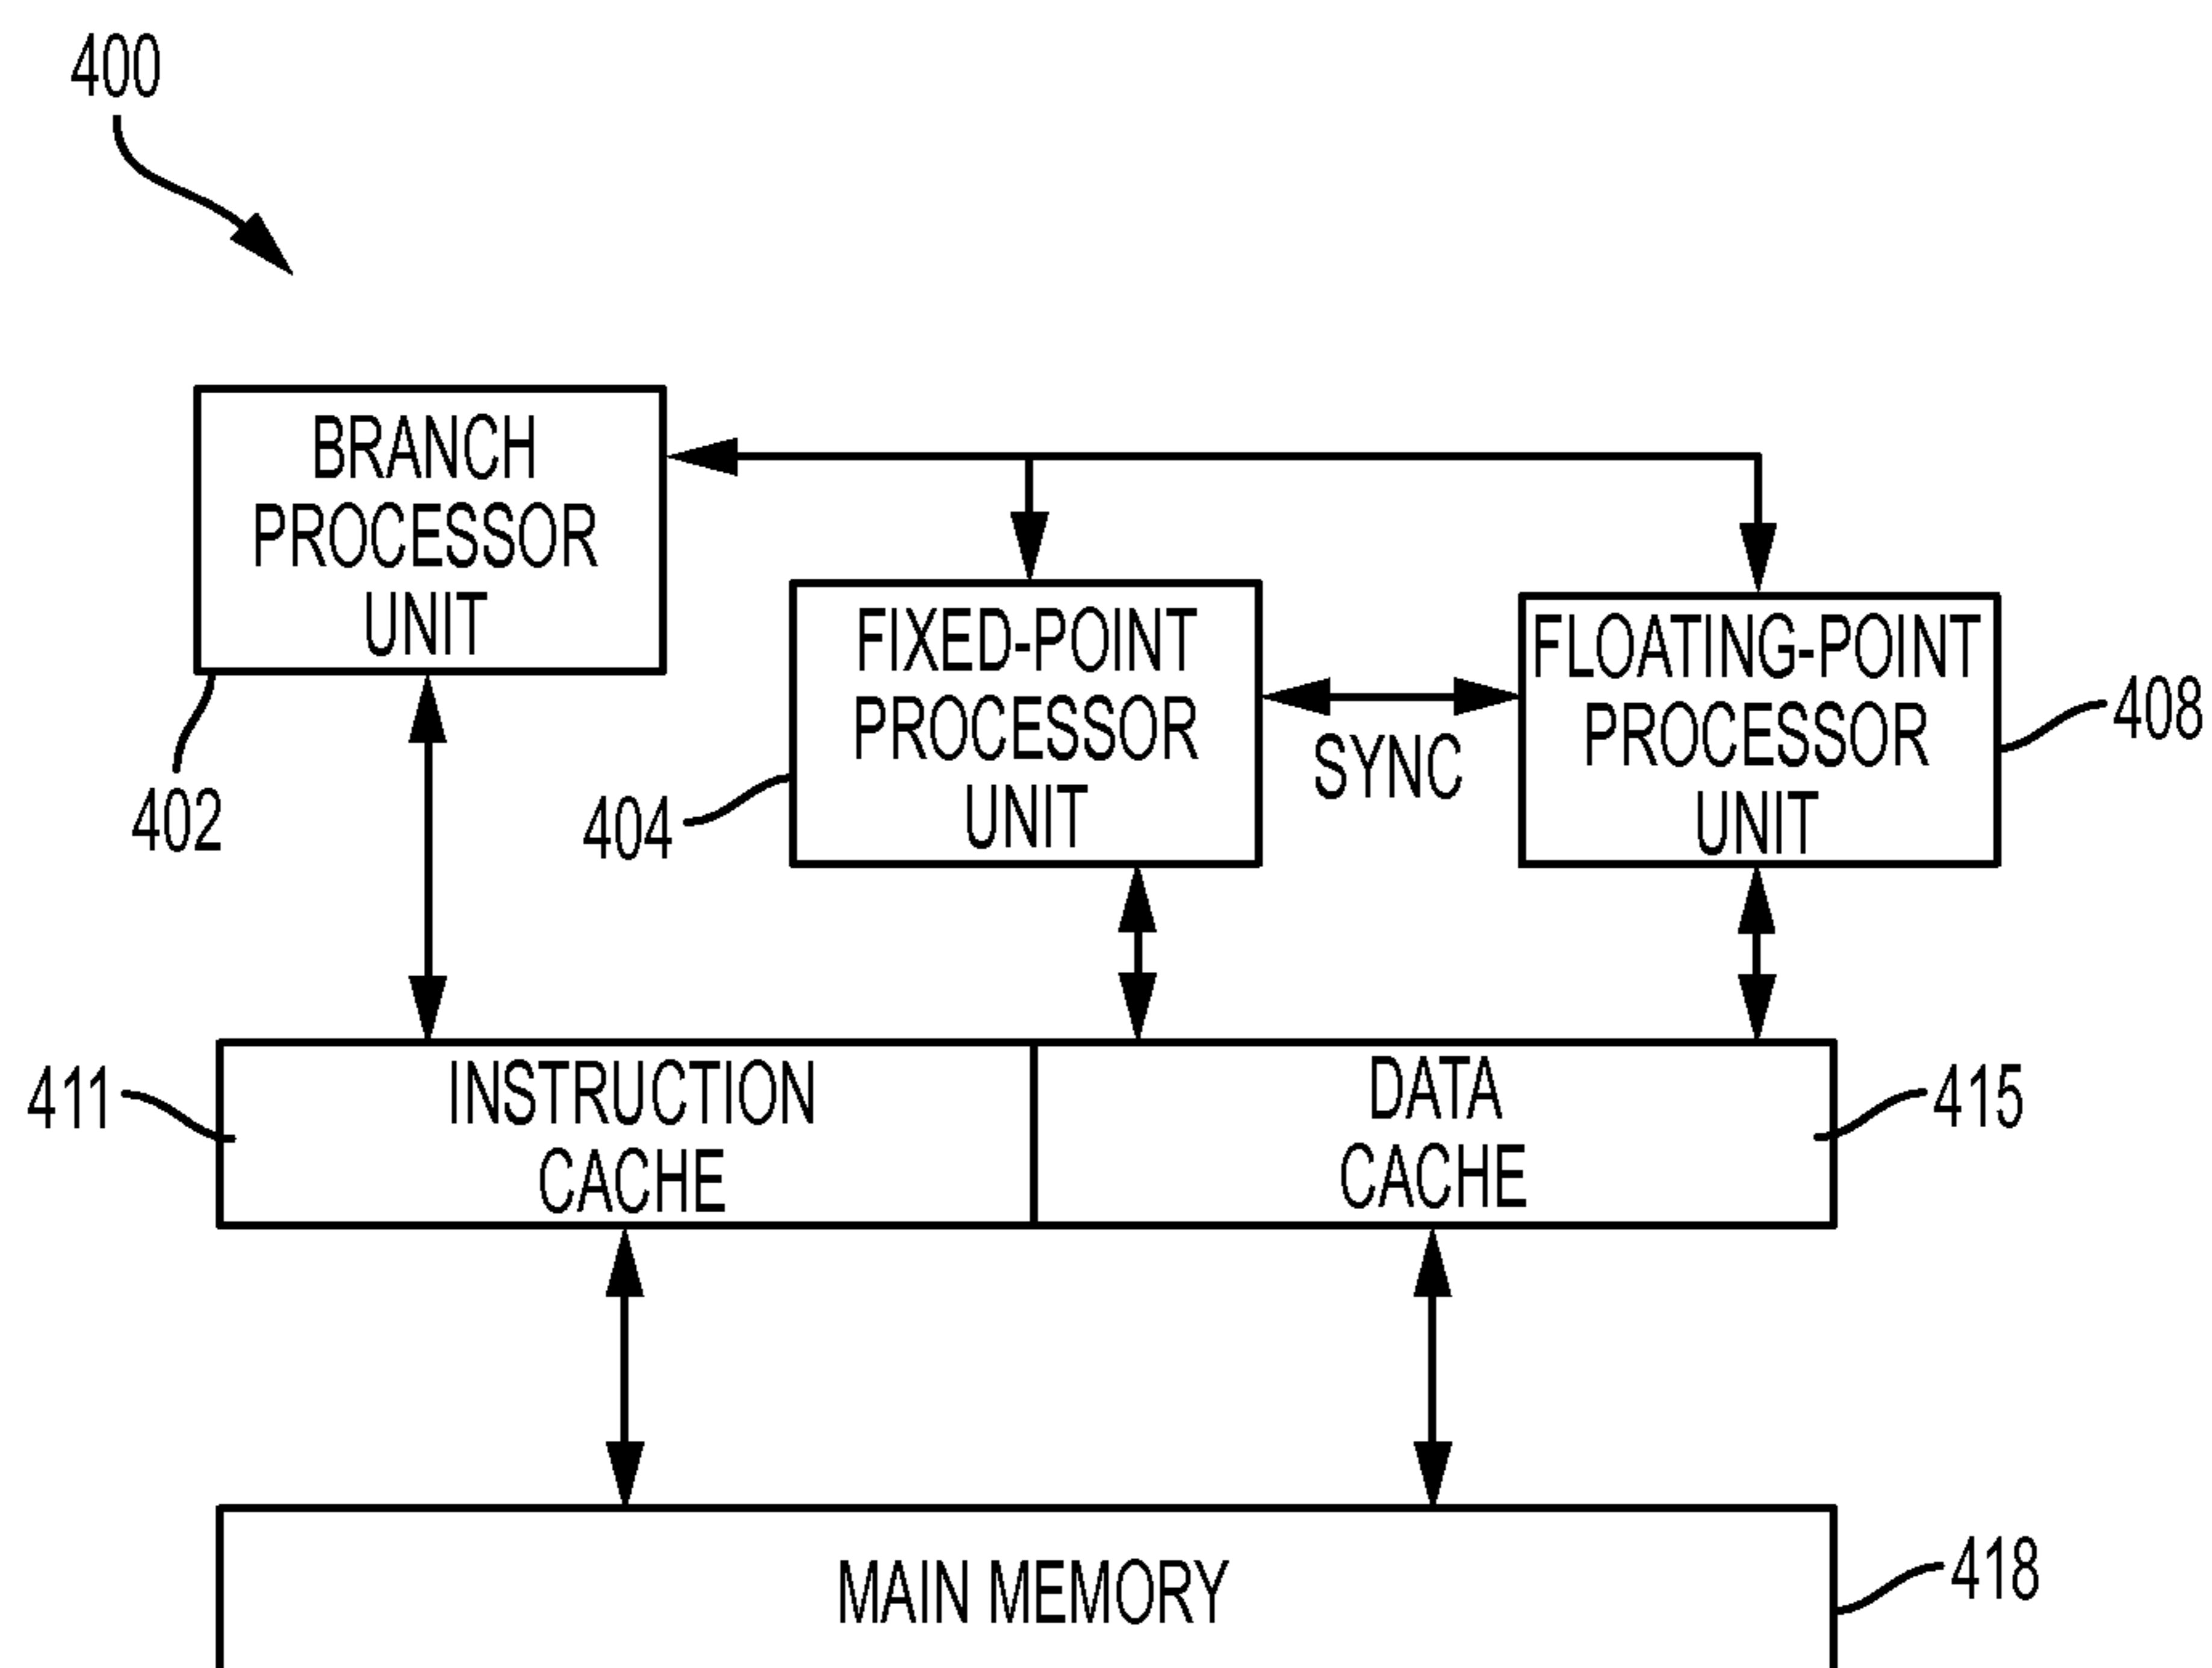 400
BRANCH
PROCESSOR
UNIT
402
FIXED-POINT
PROCESSOR
UNIT
404
SYNC
FLOATING-POINT
PROCESSOR
UNIT
408
411
INSTRUCTION
CACHE
DATA
CACHE
415
MAIN MEMORY
418